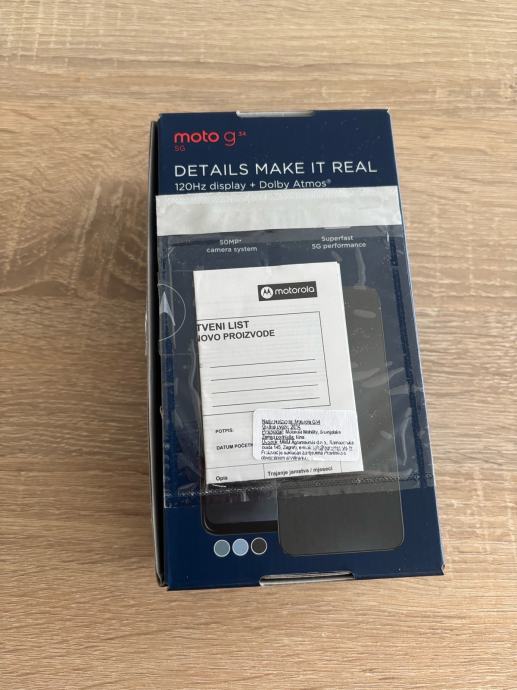 moto g 34
5G
DETAILS MAKE IT REAL
120Hz display + Dolby Atmos®
50MP*
camera system
Superfast
5G performance
motorola
TVENI LIST
NOVO PROIZVODE
POTPIS:
DATUM POČETK
Opis
Trajanje jamstva / mjeseci